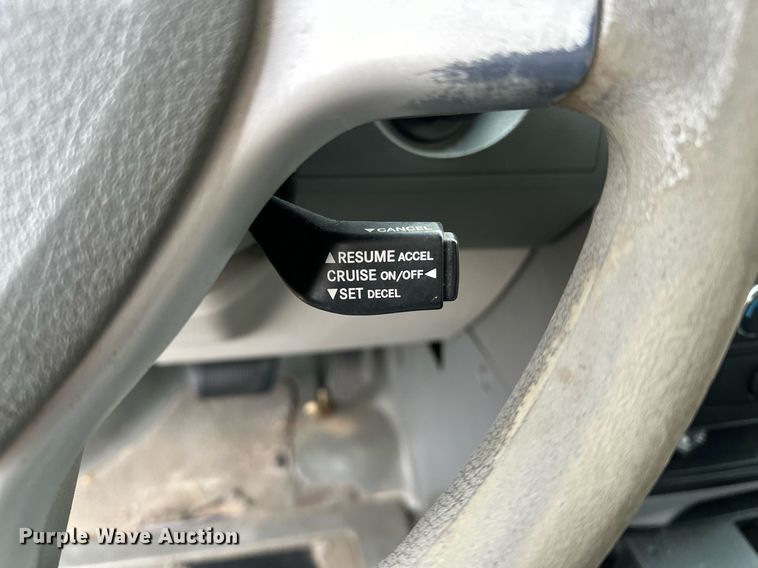 ▼CANCEL
▲RESUME ACCEL
CRUISE ON/OFF◄
▼SET DECEL
Purple Wave Auction